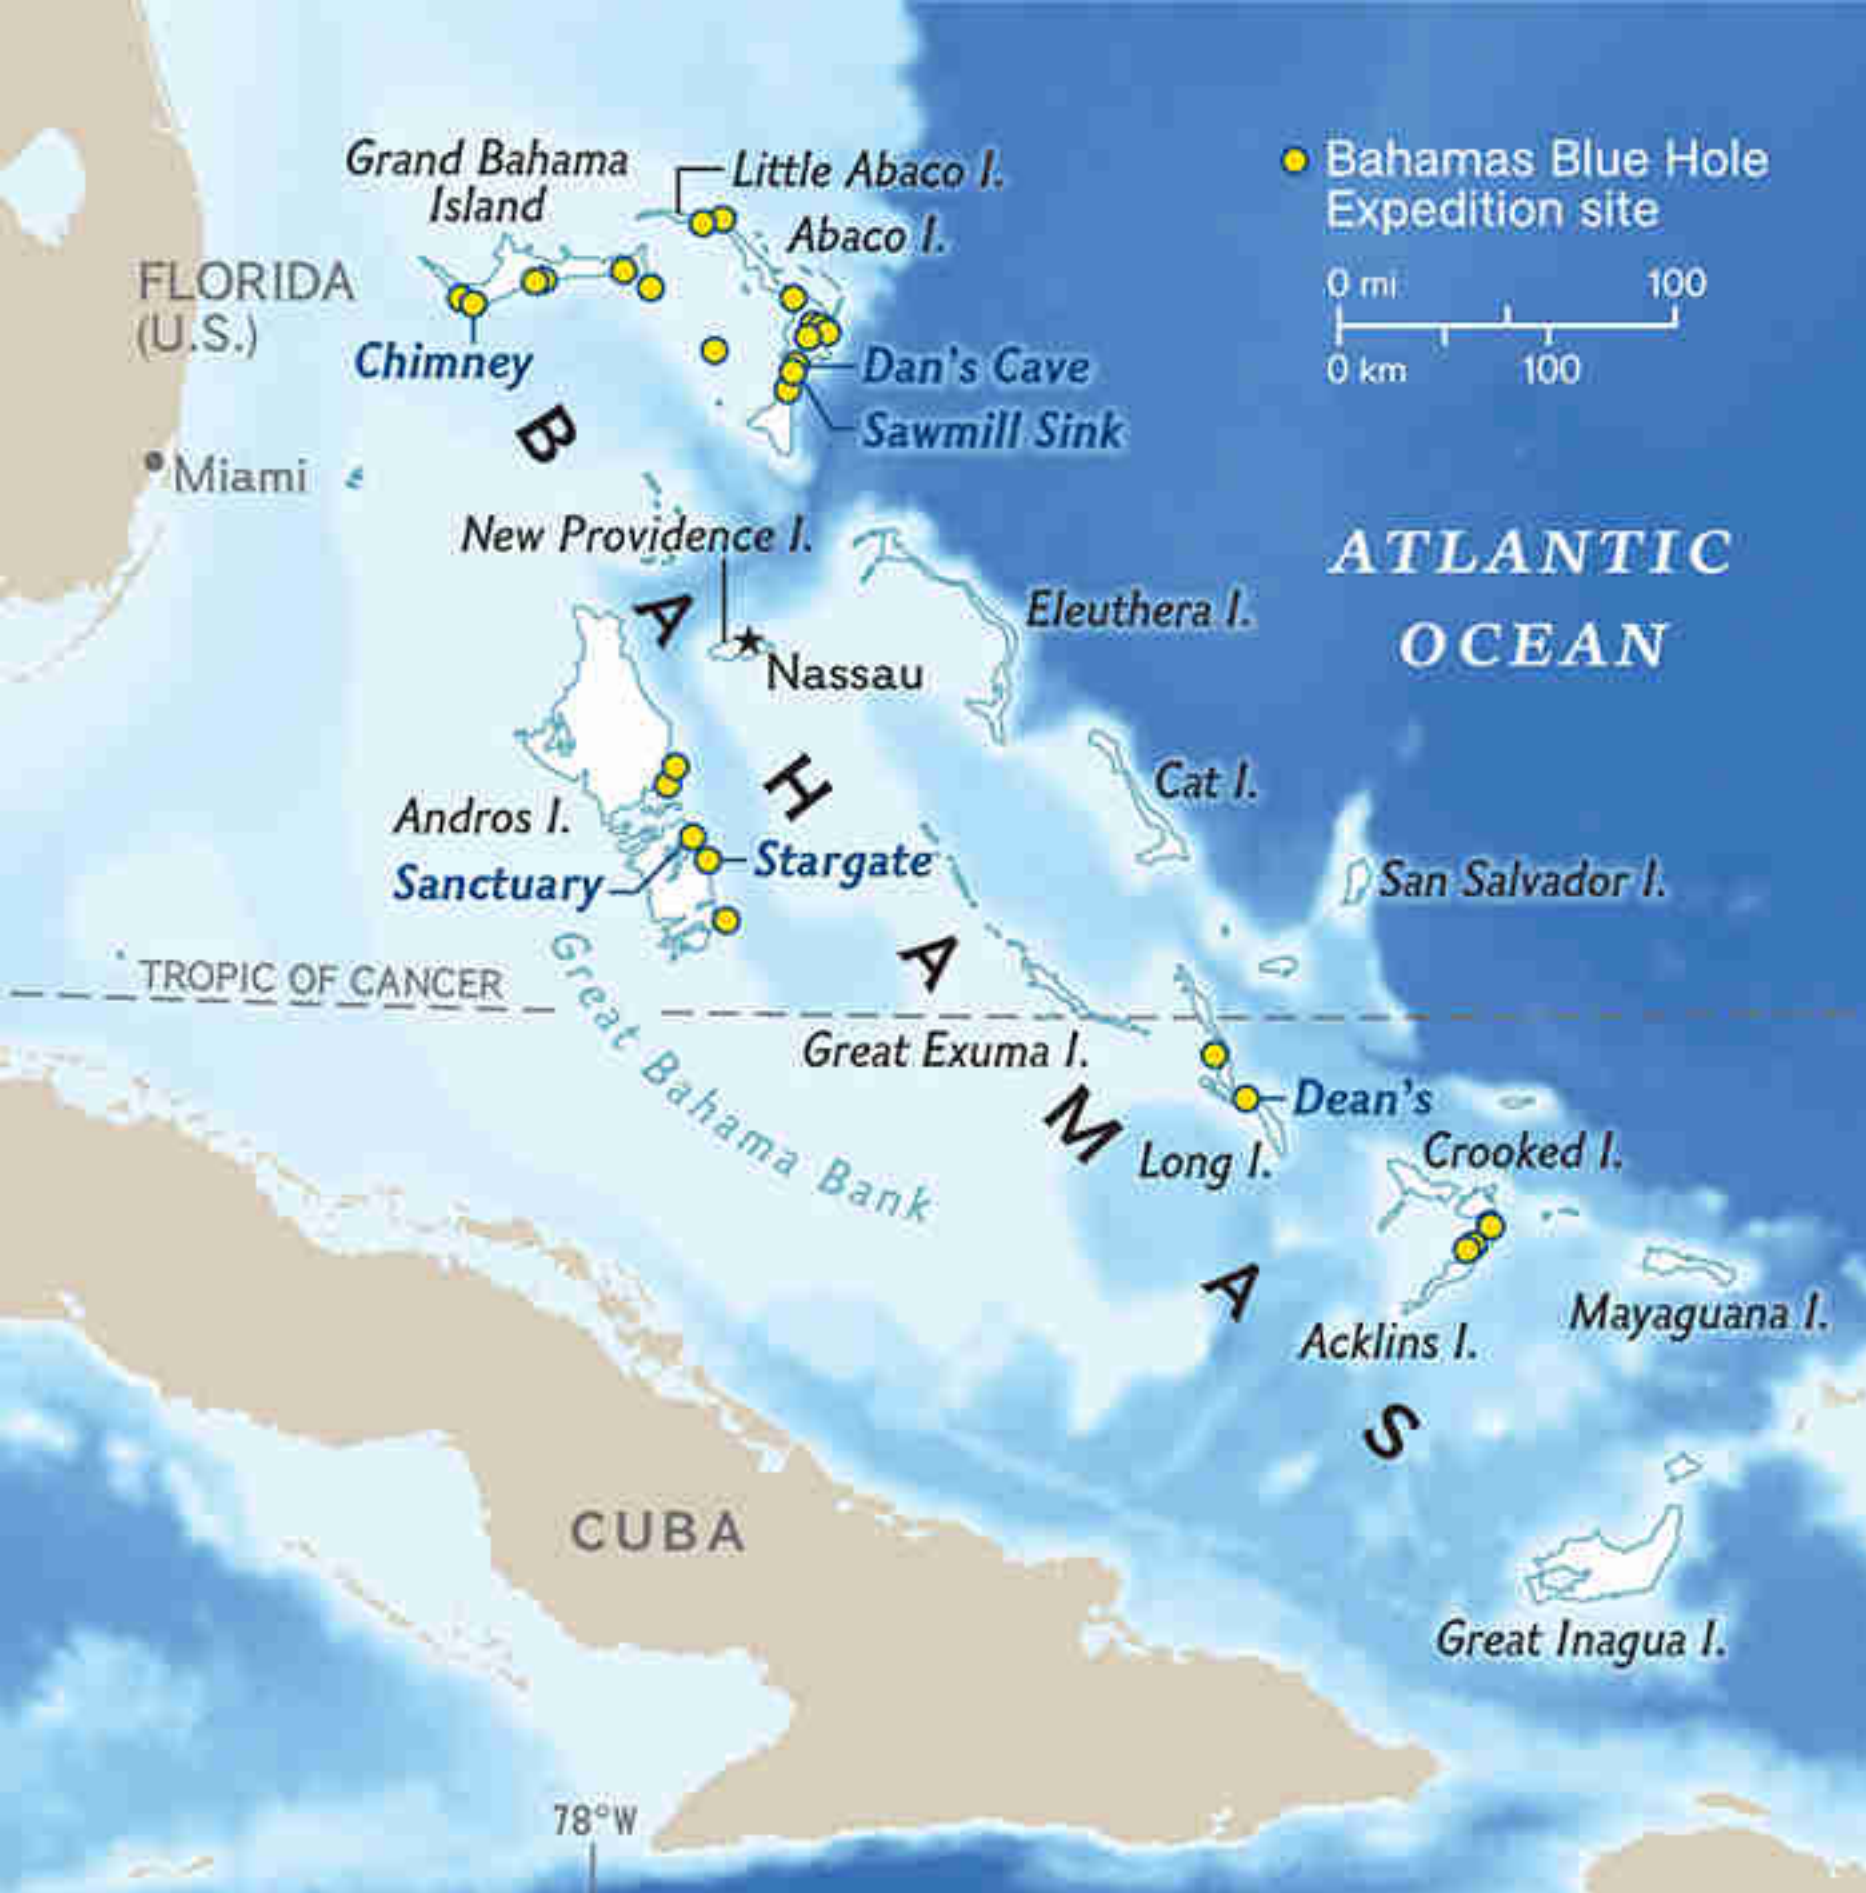 Grand Bahama
Island
Little Abaco I.
Abaco I.
Bahamas Blue Hole
Expedition site
0 mi 100
0 km 100
FLORIDA
(U.S.)
Chimney
Dan's Cave
Sawmill Sink
Miami
New Providence I.
Nassau
Eleuthera I.
ATLANTIC
OCEAN
BAHAMAS
Cat I.
Andros I.
Sanctuary
Stargate
San Salvador I.
TROPIC OF CANCER
Great Bahama Bank
Great Exuma I.
Dean's
Long I.
Crooked I.
Acklins I.
Mayaguana I.
CUBA
Great Inagua I.
78°W